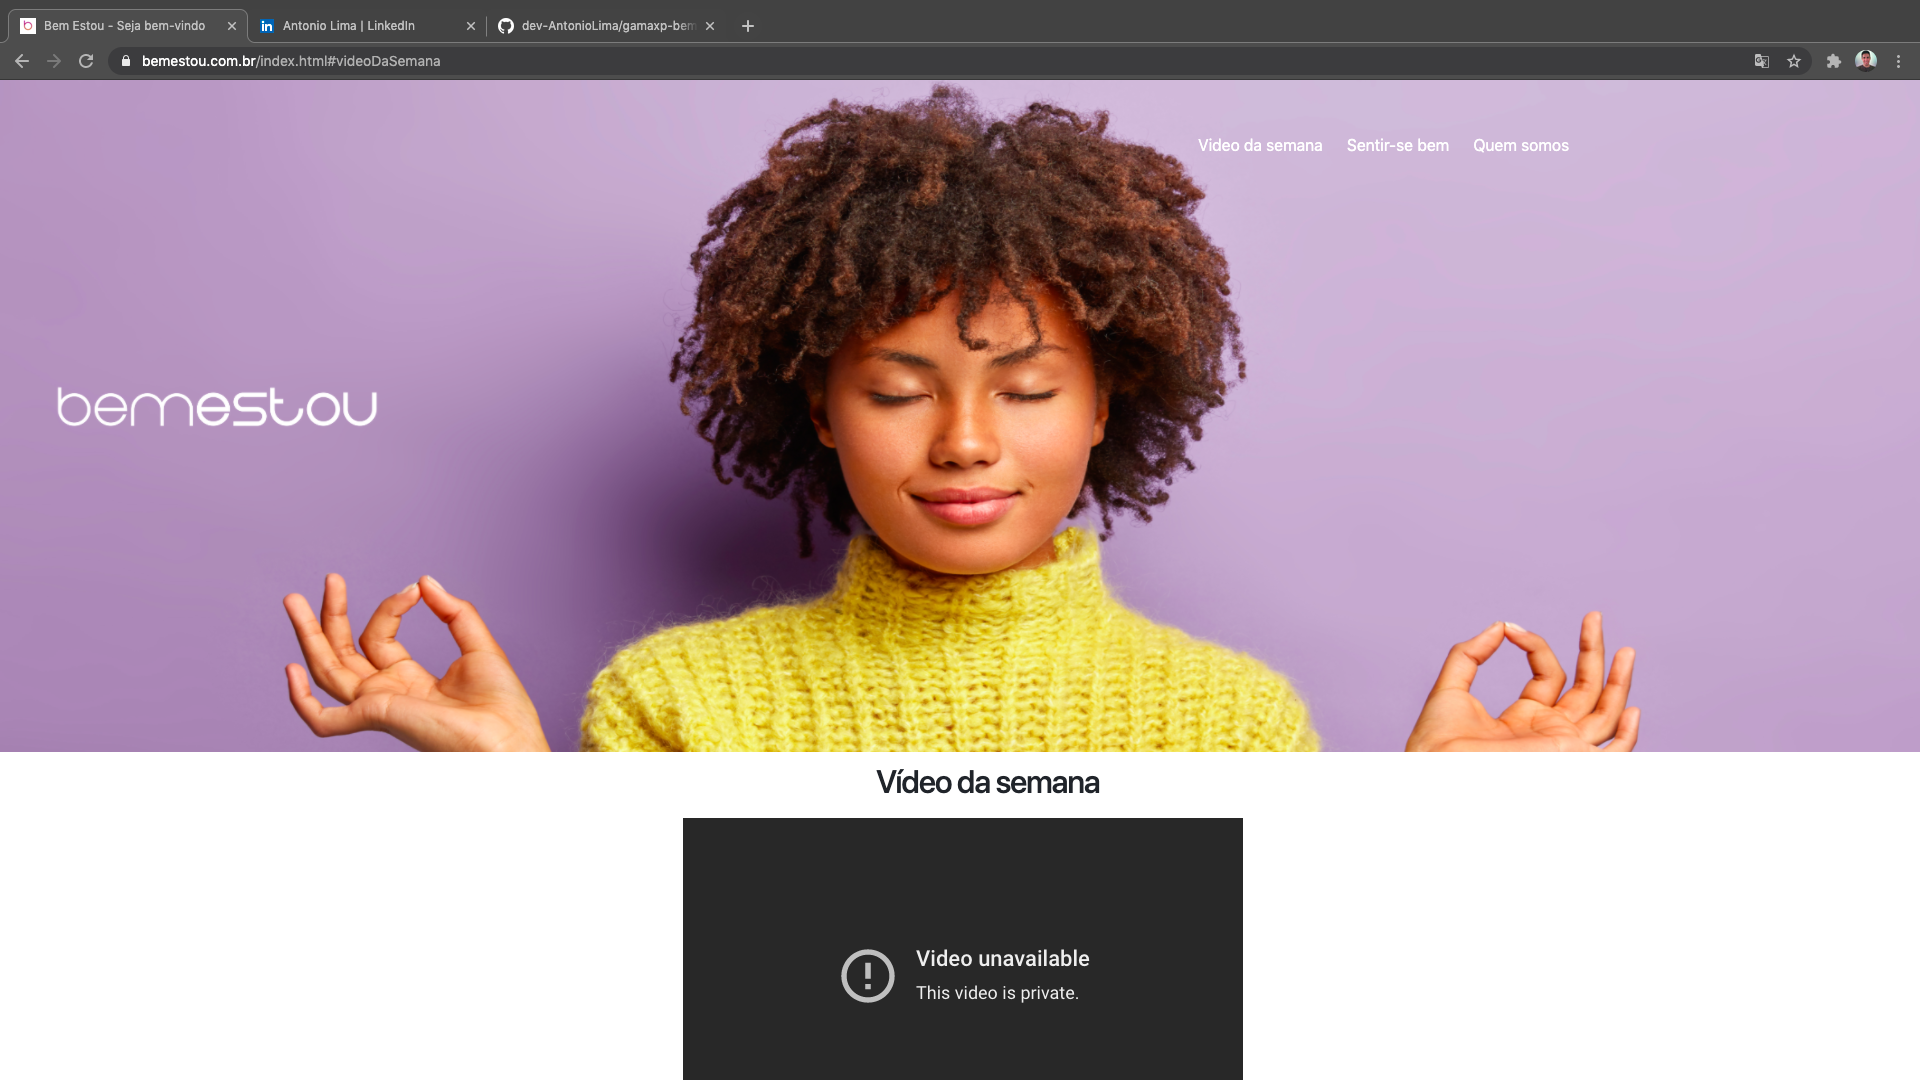 Bem Estou - Seja bem-vindo
Antonio Lima | LinkedIn
dev-AntonioLima/gamaxp-bem
bemestou.com.br/index.html#videoDaSemana
Video da semana
Sentir-se bem
Quem somos
bemestou
Vídeo da semana
Video unavailable
This video is private.